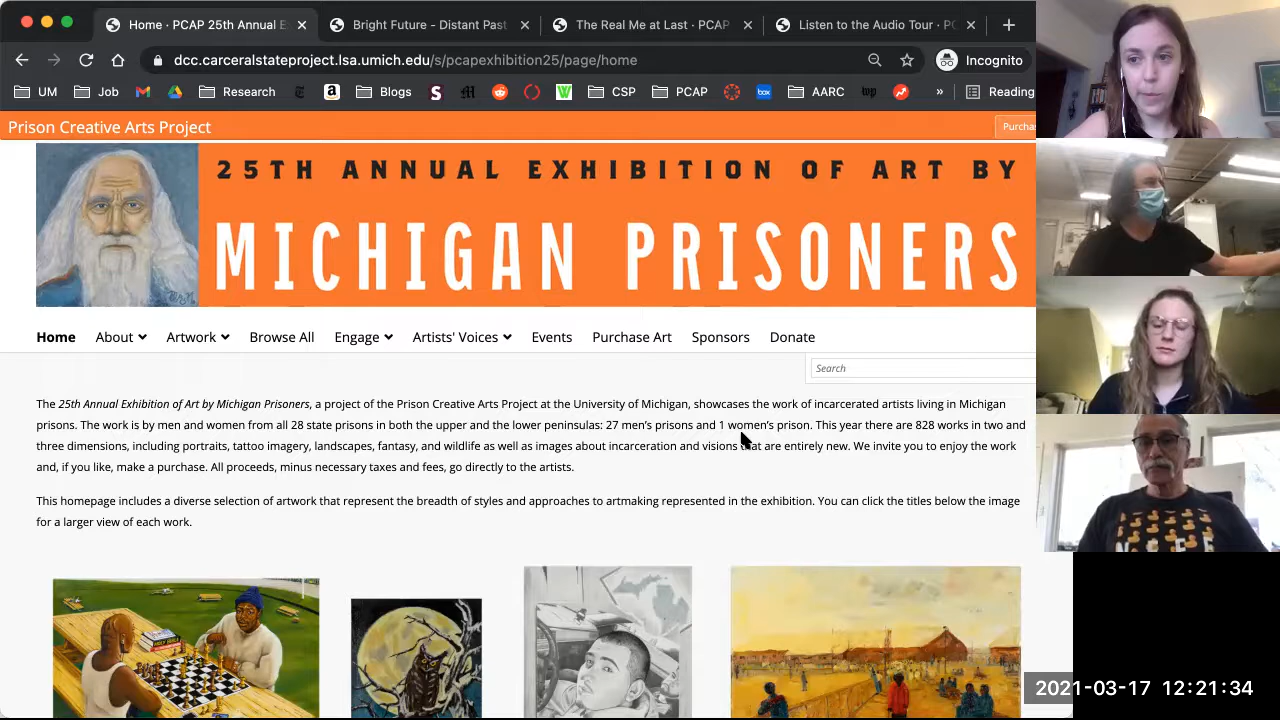 Home · PCAP 25th Annual E
Bright Future - Distant Past
The Real Me at Last · PCAP
Listen to the Audio Tour · PC
dcc.carceralstateproject.lsa.umich.edu/s/pcapexhibition25/page/home
Incognito
UM
Job
Research
Blogs
CSP
PCAP
box
AARC
wp
»
Reading
Prison Creative Arts Project
Purcha
25TH ANNUAL EXHIBITION OF ART BY
MICHIGAN PRISONERS
Home About Artwork Browse All Engage Artists' Voices Events Purchase Art Sponsors Donate
Search
The 25th Annual Exhibition of Art by Michigan Prisoners, a project of the Prison Creative Arts Project at the University of Michigan, showcases the work of incarcerated artists living in Michigan
prisons. The work is by men and women from all 28 state prisons in both the upper and the lower peninsulas: 27 men's prisons and 1 women's prison. This year there are 828 works in two and
three dimensions, including portraits, tattoo imagery, landscapes, fantasy, and wildlife as well as images about incarceration and visions that are entirely new. We invite you to enjoy the work
and, if you like, make a purchase. All proceeds, minus necessary taxes and fees, go directly to the artists.
This homepage includes a diverse selection of artwork that represent the breadth of styles and approaches to artmaking represented in the exhibition. You can click the titles below the image
for a larger view of each work.
2021-03-17 12:21:34